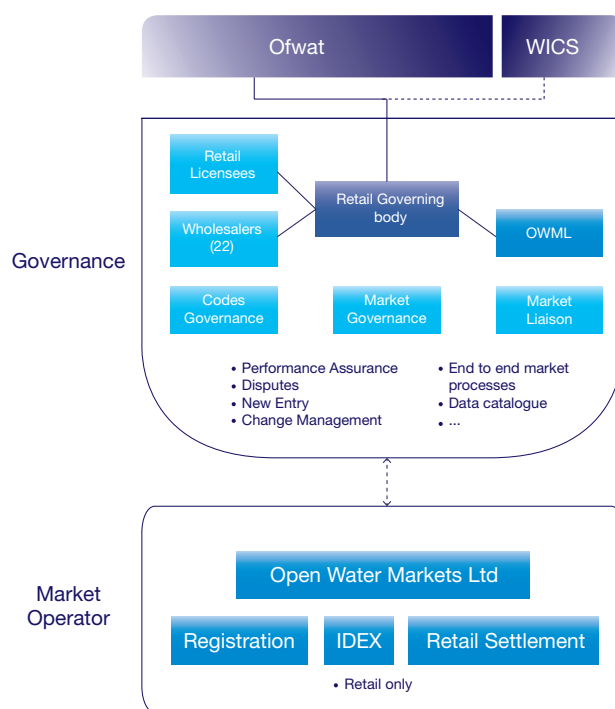 Ofwat
WICS
Governance
Retail
Licensees
Retail Governing
body
Wholesalers
(22)
OWML
Codes
Governance
Market
Governance
Market
Liaison
• Performance Assurance
• Disputes
• New Entry
• Change Management
• End to end market
processes
• Data catalogue
• ...
Market
Operator
Open Water Markets Ltd
Registration
IDEX
Retail Settlement
• Retail only